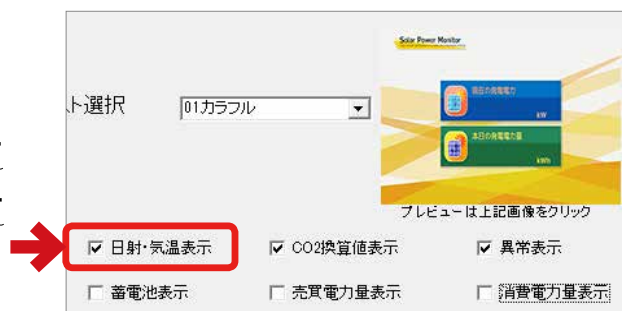 Solar Power Monitor
ト選択
01.カラフル
現在の発電電力
kW
本日の発電電力量
kWh
プレビューは上記画像をクリック
日射・気温表示
CO2換算値表示
異常表示
蓄電池表示
売買電力量表示
消費電力量表示